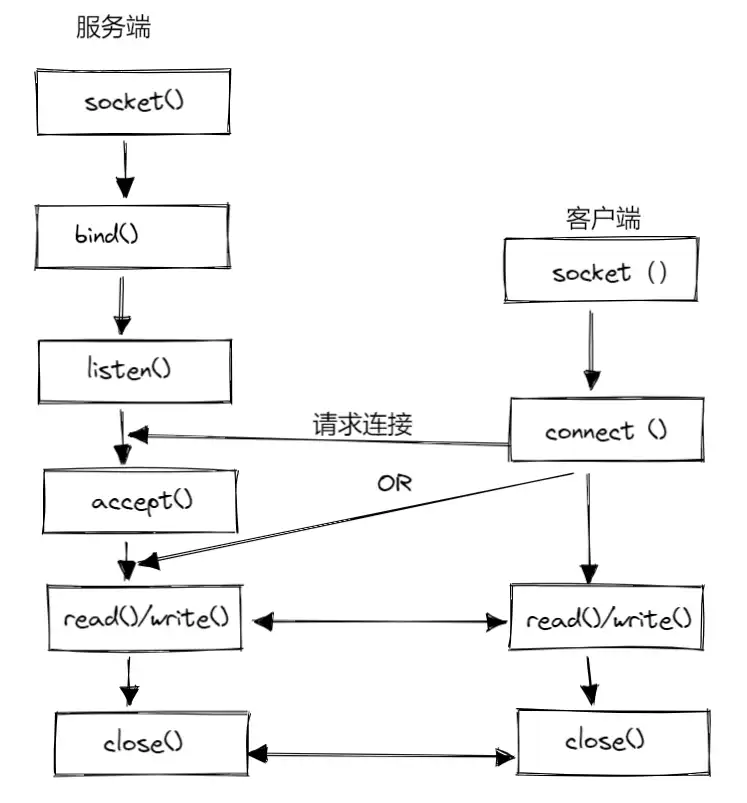 服务端
socket()
bind()
客户端
socket ()
listen()
请求连接
connect ()
OR
accept()
read()/write()
read()/write()
close()
close()